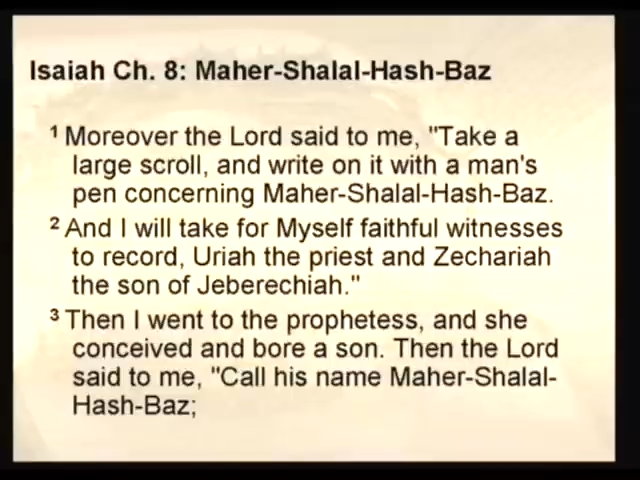 Isaiah Ch. 8: Maher-Shalal-Hash-Baz
1 Moreover the Lord said to me, "Take a
large scroll, and write on it with a man's
pen concerning Maher-Shalal-Hash-Baz.
2 And I will take for Myself faithful witnesses
to record, Uriah the priest and Zechariah
the son of Jeberechiah."
3 Then I went to the prophetess, and she
conceived and bore a son. Then the Lord
said to me, "Call his name Maher-Shalal-
Hash-Baz;